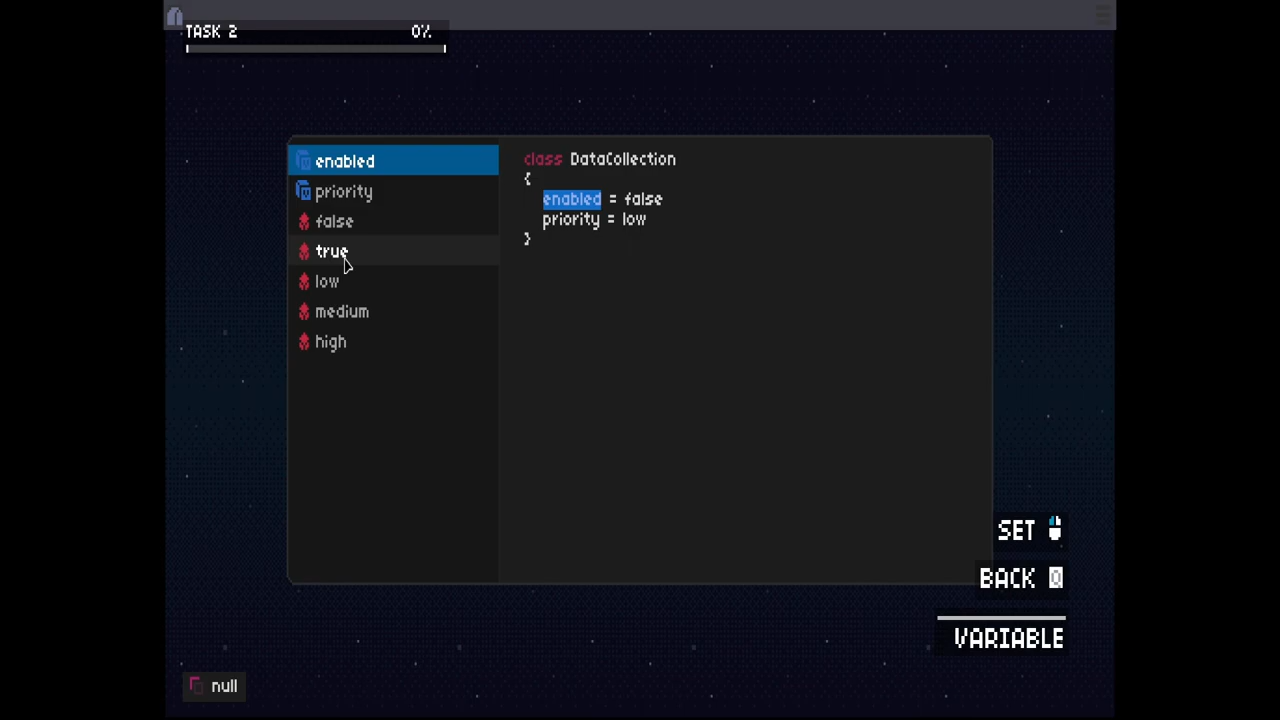 TASK 2 0%
enabled
priority
false
true
low
medium
high
class DataCollection
{
enabled = false
priority = low
}
SET
BACK Q
VARIABLE
null